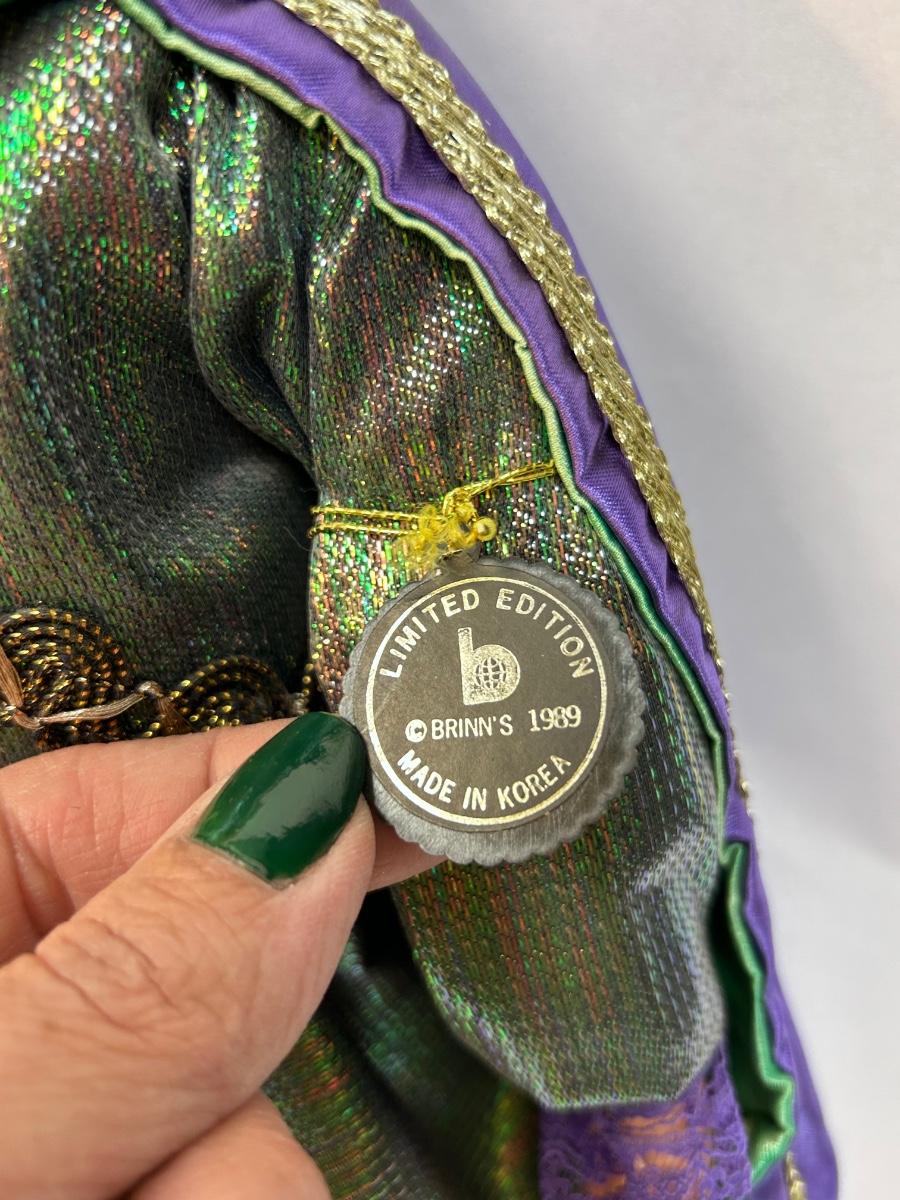 LIMITED EDITION
b
© BRINN'S 1989
MADE IN KOREA